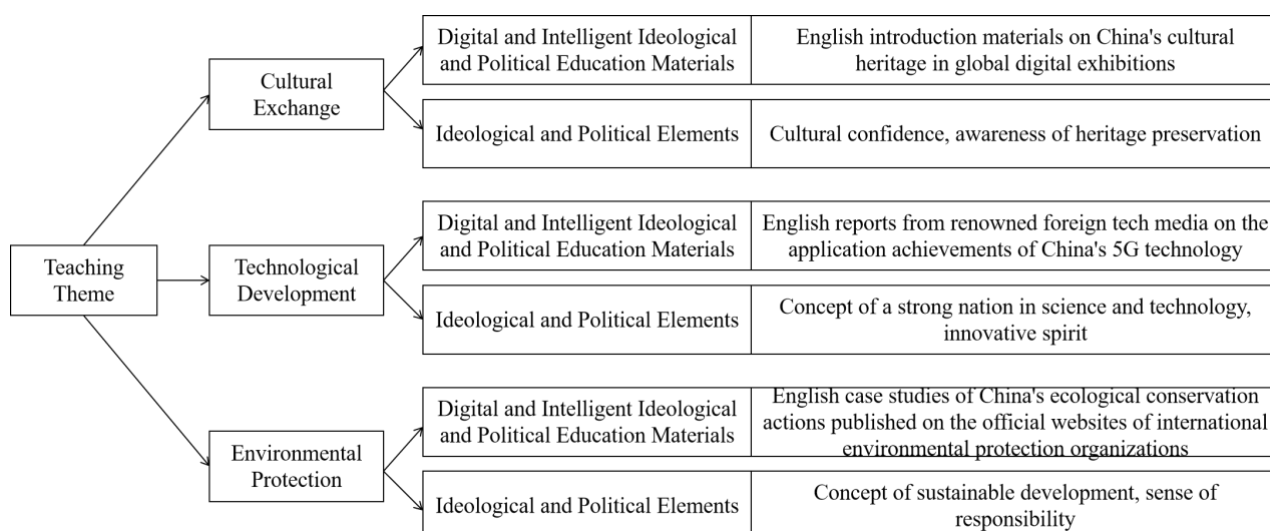 Teaching
Theme
Cultural
Exchange
Digital and Intelligent Ideological
and Political Education Materials
English introduction materials on China's cultural
heritage in global digital exhibitions
Ideological and Political Elements
Cultural confidence, awareness of heritage preservation
Technological
Development
Digital and Intelligent Ideological
and Political Education Materials
English reports from renowned foreign tech media on the
application achievements of China's 5G technology
Ideological and Political Elements
Concept of a strong nation in science and technology,
innovative spirit
Environmental
Protection
Digital and Intelligent Ideological
and Political Education Materials
English case studies of China's ecological conservation
actions published on the official websites of international
environmental protection organizations
Ideological and Political Elements
Concept of sustainable development, sense of
responsibility